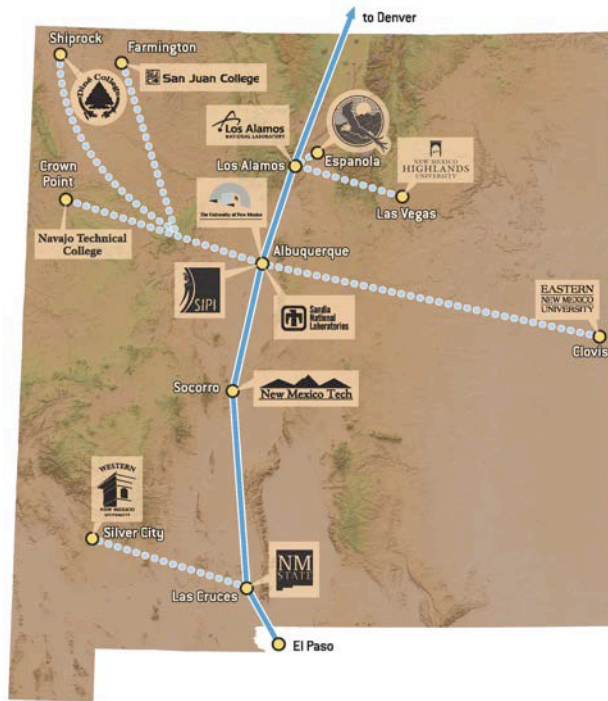 to Denver
Shiprock
Farmington
Diné College
San Juan College
Los Alamos
NATIONAL LABORATORY
Los Alamos
Espanola
NEW MEXICO
HIGHLANDS
UNIVERSITY
Las Vegas
Crown
Point
The University of New Mexico
Navajo Technical
College
Albuquerque
SIPI
Sandia
National
Laboratories
EASTERN
NEW MEXICO
UNIVERSITY
Clovis
Socorro
New Mexico Tech
WESTERN
NEW MEXICO
UNIVERSITY
Silver City
NM
STATE
Las Cruces
El Paso